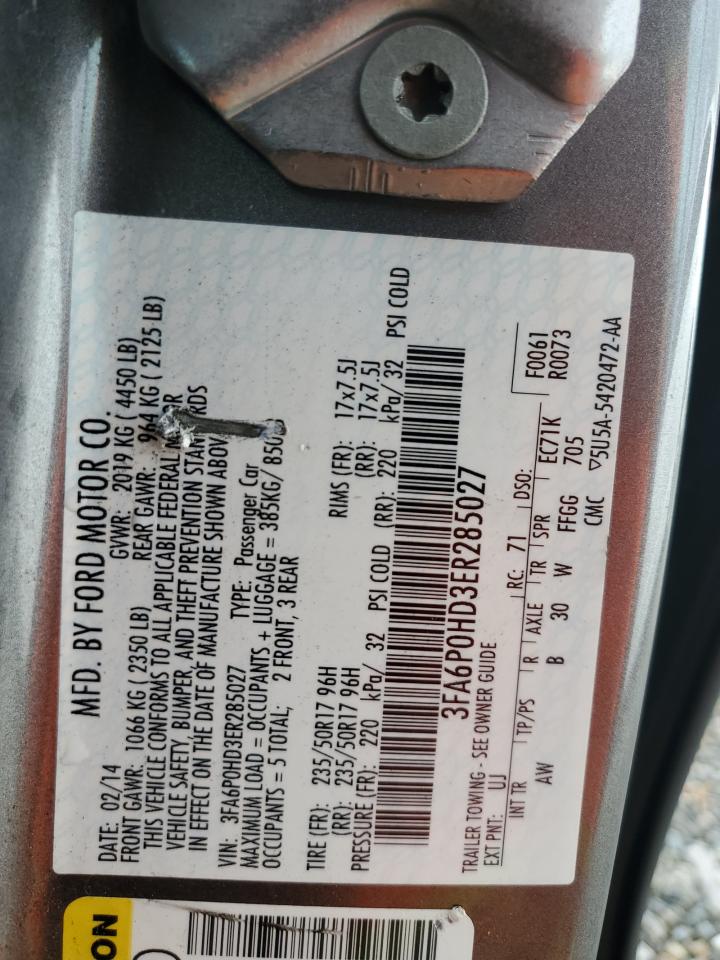 MFD. BY FORD MOTOR CO.
DATE: 02/14 GVWR: 2019 KG ( 4450 LB)
FRONT GAWR: 1066 KG (2350 LB) REAR GAWR: 964 KG ( 2125 LB)
THIS VEHICLE CONFORMS TO ALL APPLICABLE FEDERAL MOTOR
VEHICLE SAFETY, BUMPER, AND THEFT PREVENTION STANDARDS
IN EFFECT ON THE DATE OF MANUFACTURE SHOWN ABOVE
VIN: 3FA6P0HD3ER285027 TYPE: Passenger Car
MAXIMUM LOAD = OCCUPANTS + LUGGAGE = 385KG/ 850LB
OCCUPANTS = 5 TOTAL; 2 FRONT, 3 REAR
TIRE (FR): 235/50R17 96H RIMS (FR): 17x7.5J
(RR): 235/50R17 96H (RR): 17x7.5J
PRESSURE (FR): 220 kPa/ 32 PSI COLD (RR): 220 kPa/ 32 PSI COLD
3FA6P0HD3ER285027
TRAILER TOWING - SEE OWNER GUIDE
EXT PNT: UJ RC: 71 DSO: F0061
R0073
INT TR TP/PS R AXLE TR SPR EC71K
AW B 30 W FFGG 705
CMC ▽5U5A-5420472-AA
ON